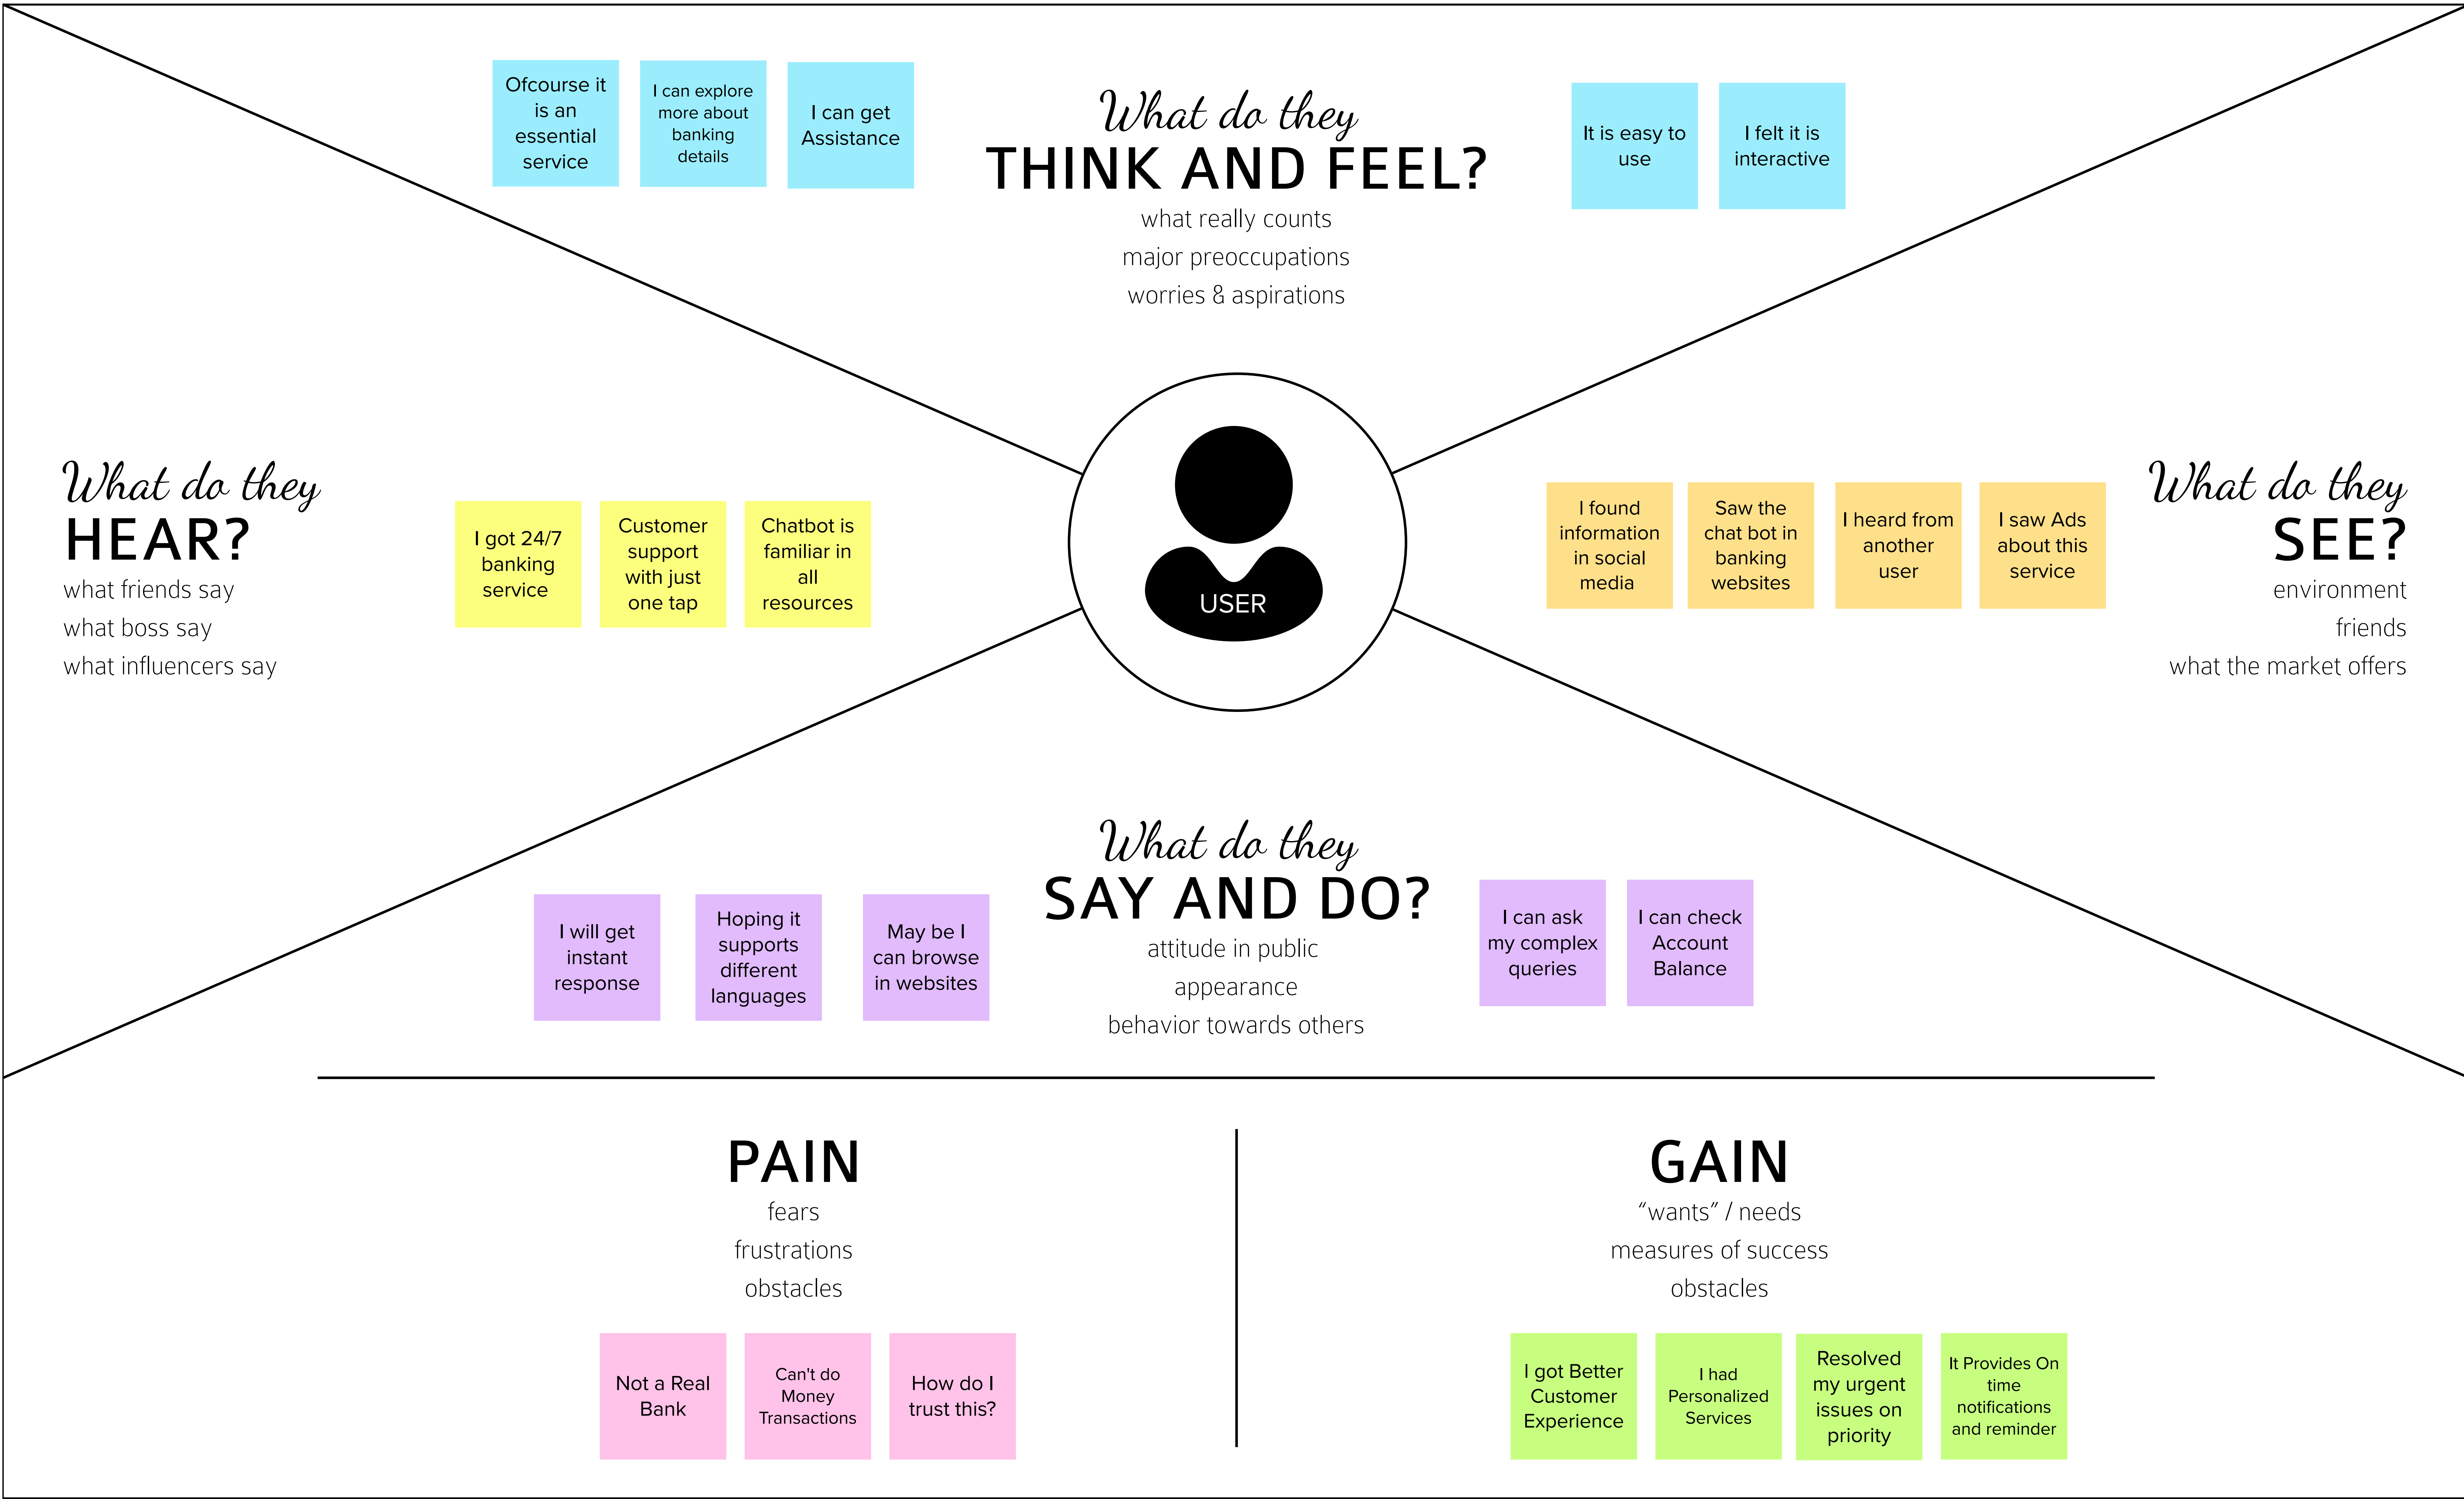 Ofcourse it
is an
essential
service
I can explore
more about
banking
details
I can get
Assistance
What do they
THINK AND FEEL?
what really counts
major preoccupations
worries & aspirations
It is easy to
use
I felt it is
interactive
What do they
HEAR?
what friends say
what boss say
what influencers say
I got 24/7
banking
service
Customer
support
with just
one tap
Chatbot is
familiar in
all
resources
USER
I found
information
in social
media
Saw the
chat bot in
banking
websites
I heard from
another
user
I saw Ads
about this
service
What do they
SEE?
environment
friends
what the market offers
I will get
instant
response
Hoping it
supports
different
languages
May be I
can browse
in websites
What do they
SAY AND DO?
attitude in public
appearance
behavior towards others
I can ask
my complex
queries
I can check
Account
Balance
PAIN
fears
frustrations
obstacles
Not a Real
Bank
Can't do
Money
Transactions
How do I
trust this?
GAIN
“wants” / needs
measures of success
obstacles
I got Better
Customer
Experience
I had
Personalized
Services
Resolved
my urgent
issues on
priority
It Provides On
time
notifications
and reminder